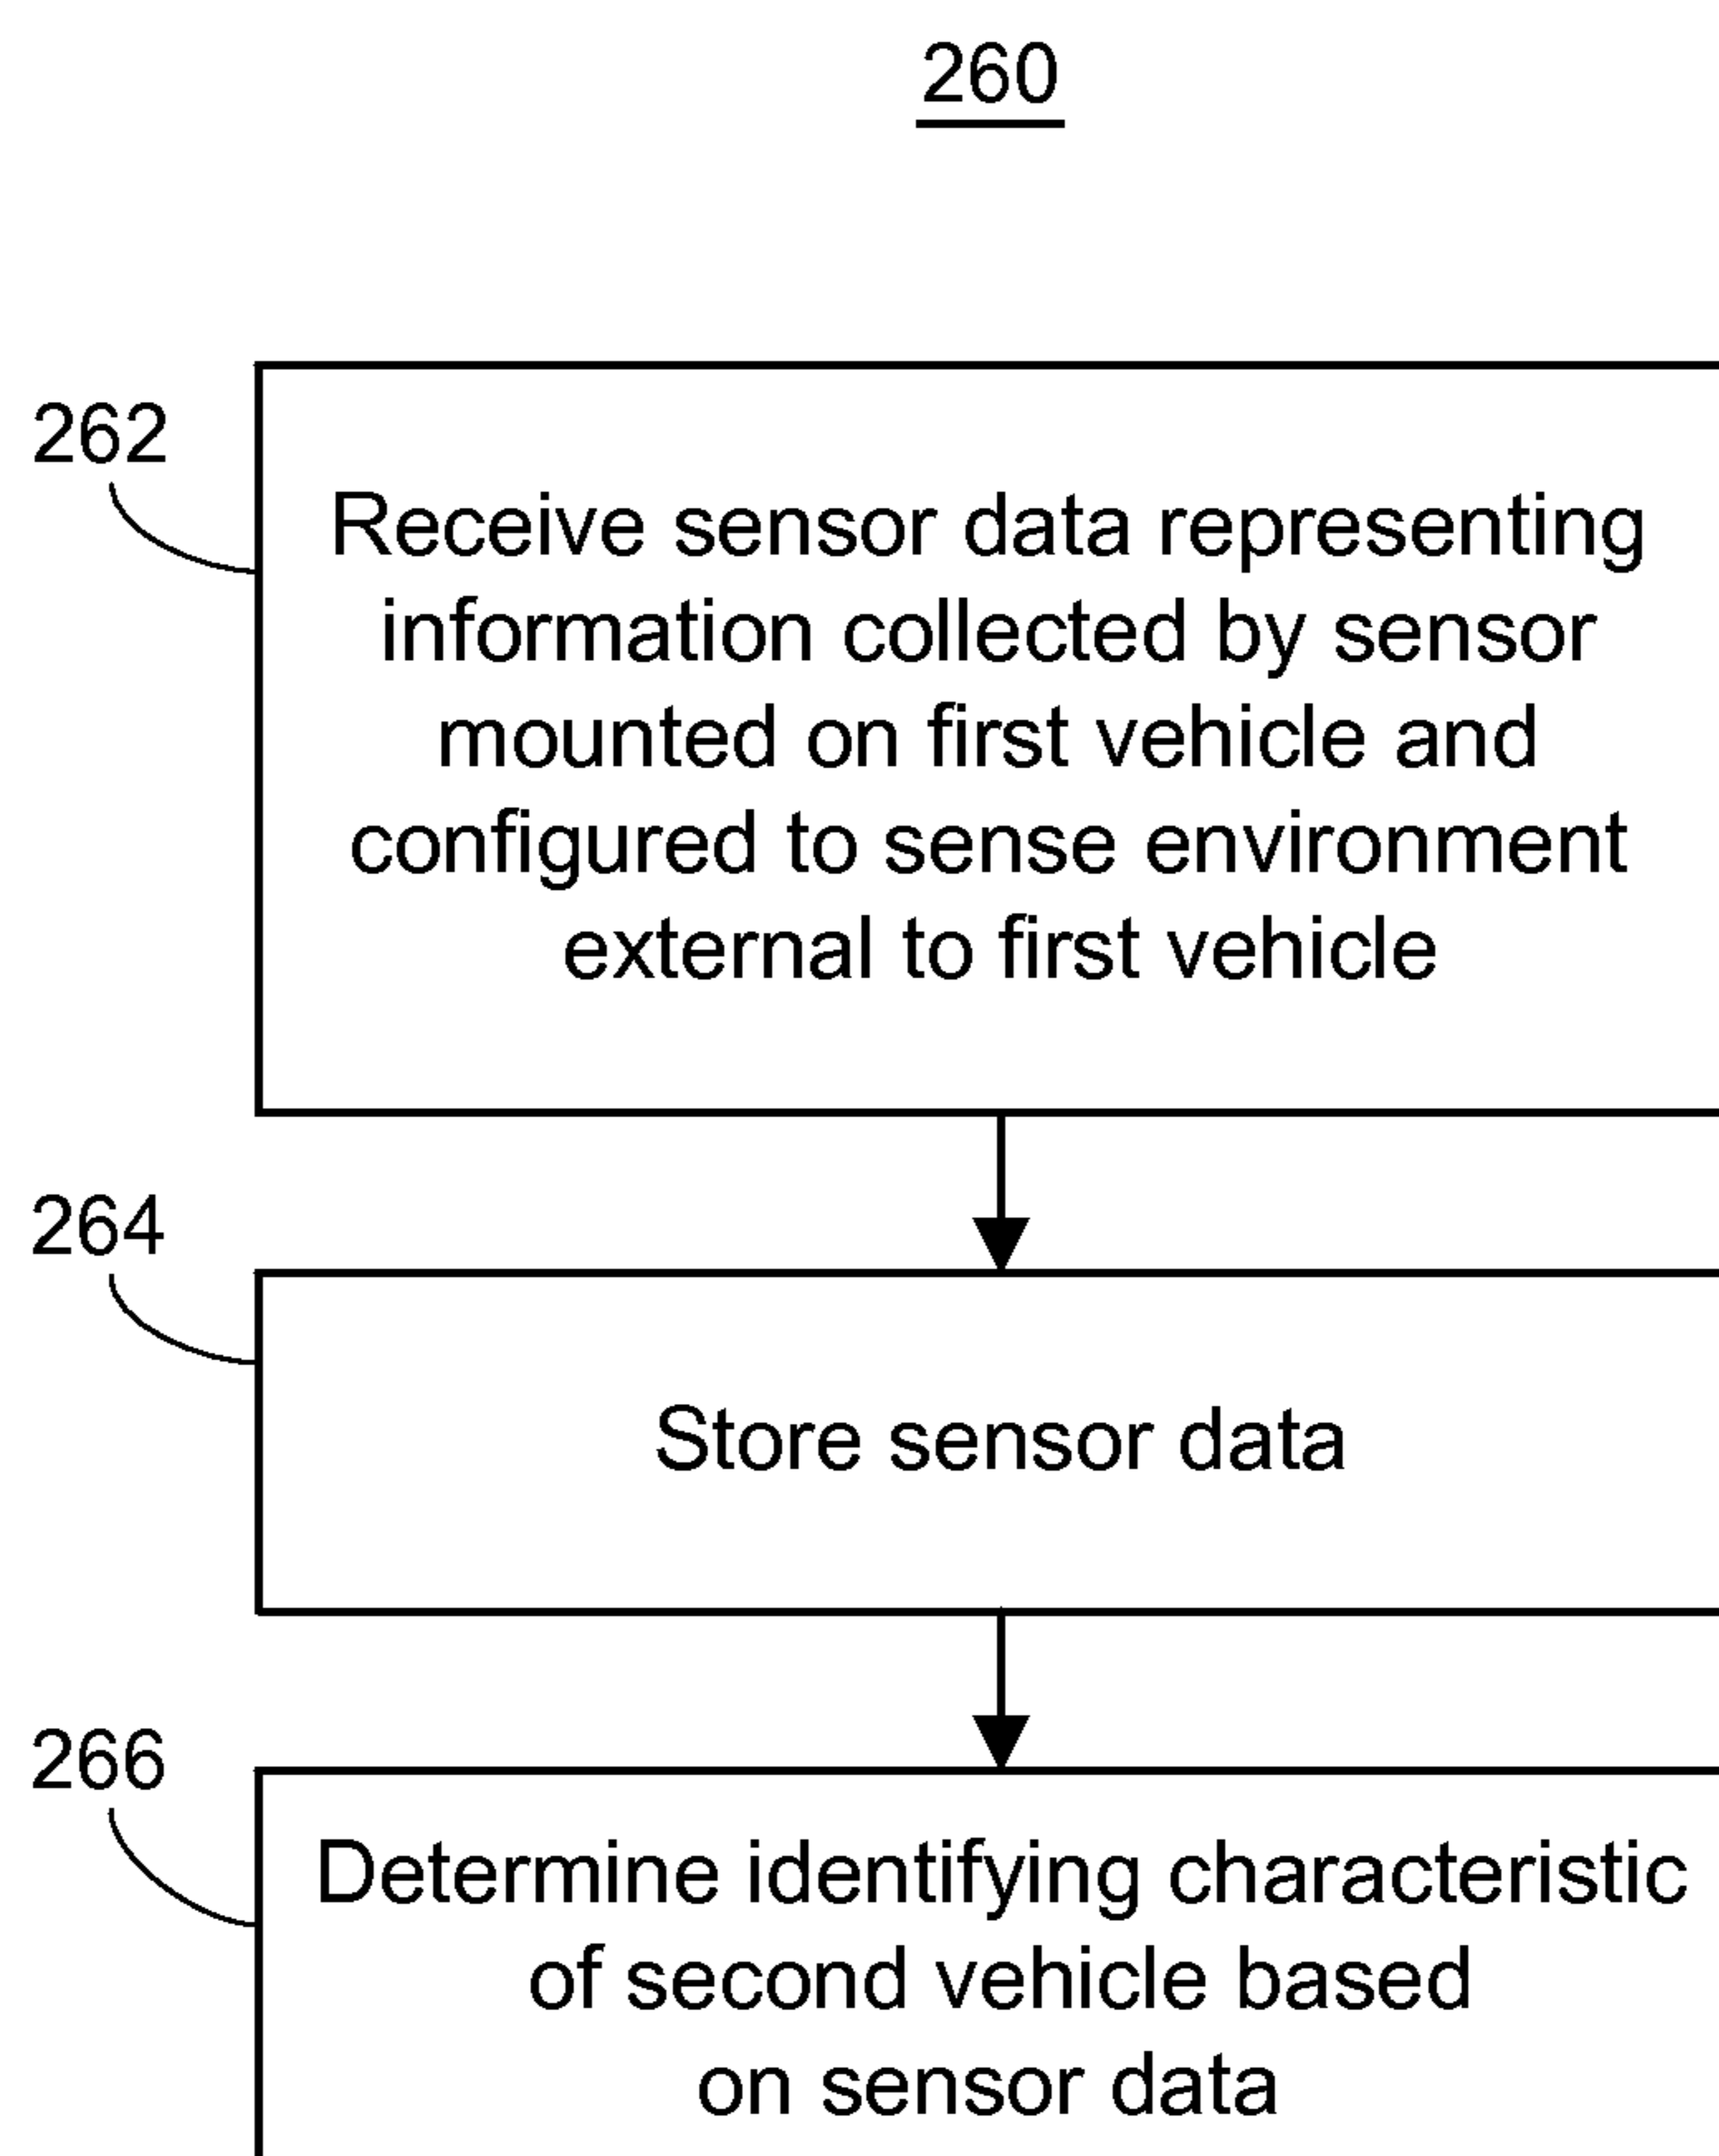 260
262
Receive sensor data representing
information collected by sensor
mounted on first vehicle and
configured to sense environment
external to first vehicle
264
Store sensor data
266
Determine identifying characteristic
of second vehicle based
on sensor data